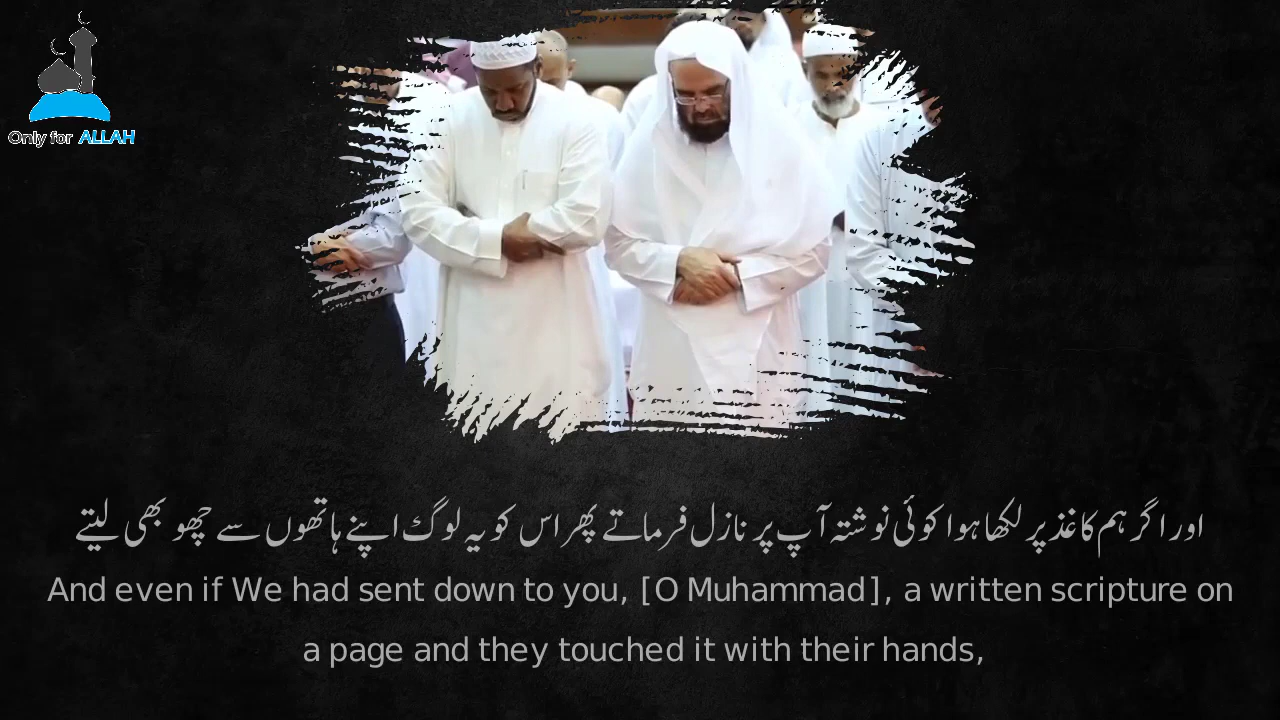 Only for ALLAH
اور اگر ہم کاغذ پر لکھا ہوا کوئی نوشتہ آپ پر نازل فرماتے پھر اس کو یہ لوگ اپنے ہاتھوں سے چھو بھی لیتے
And even if We had sent down to you, [O Muhammad], a written scripture on
a page and they touched it with their hands,